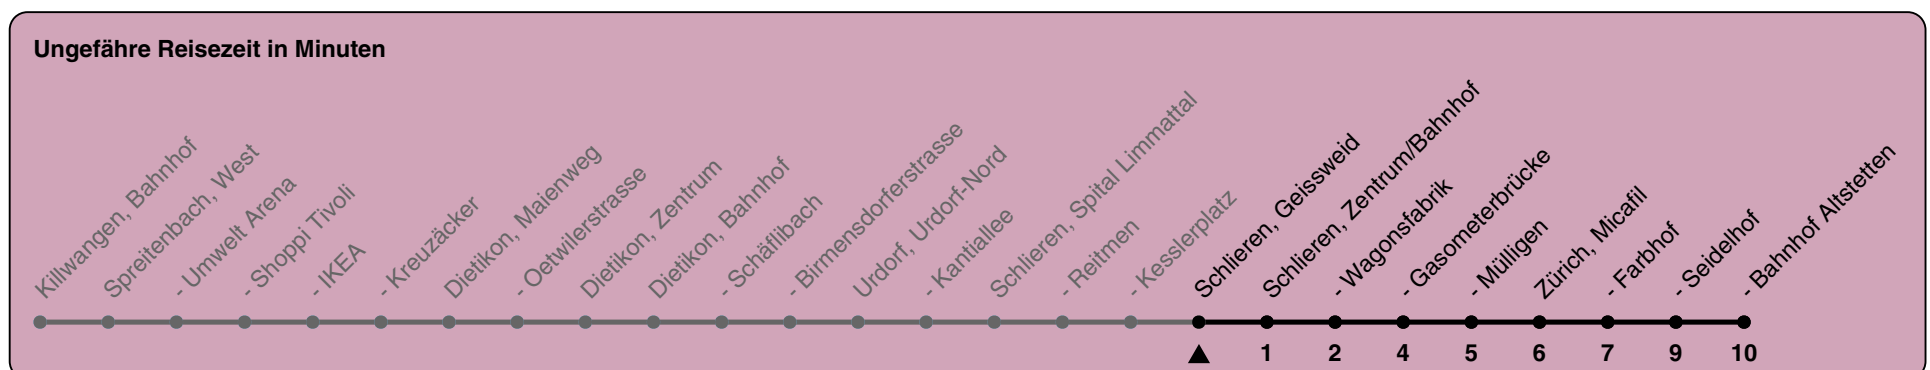 Ungefähre Reisezeit in Minuten
Killwangen, Bahnhof
Spreitenbach, West
- Umwelt Arena
- Shoppi Tivoli
- IKEA
- Kreuzäcker
Dietikon, Maienweg
- Oetwilerstrasse
Dietikon, Zentrum
Dietikon, Bahnhof
- Schäflibach
- Birmensdorferstrasse
Urdorf, Urdorf-Nord
- Kantiallee
Schlieren, Spital Limmattal
- Reitmen
- Kesslerplatz
Schlieren, Geissweid
Schlieren, Zentrum/Bahnhof
- Wagonsfabrik
- Gasometerbrücke
- Mülligen
Zürich, Micafil
- Farbhof
- Seidelhof
- Bahnhof Altstetten
1 2 4 5 6 7 9 10